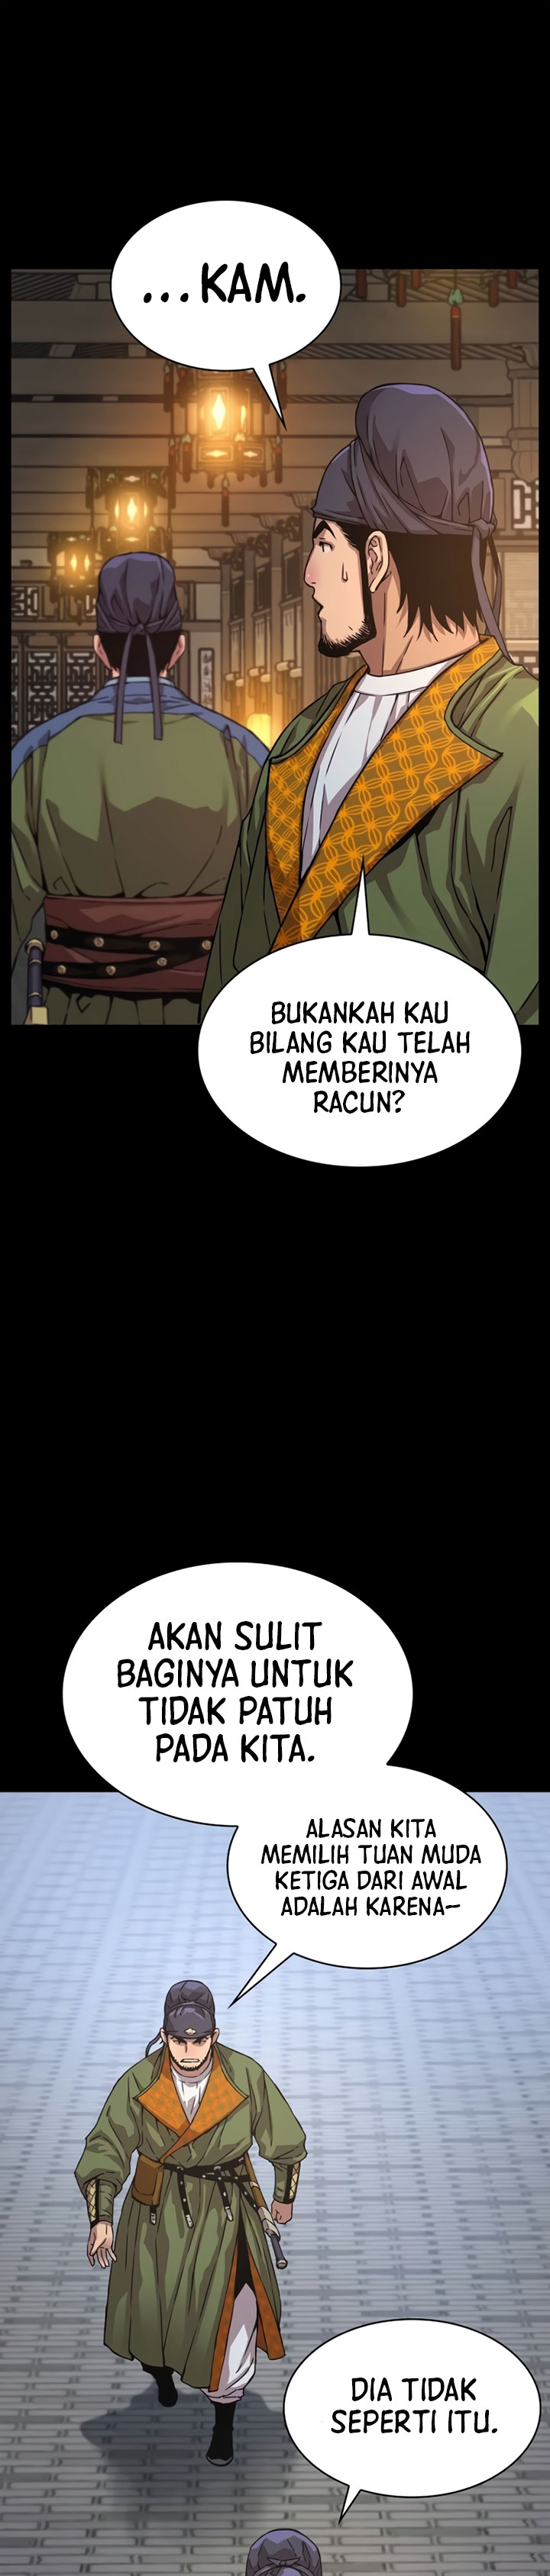 ...KAM.
BUKANKAH KAU
BILANG KAU TELAH
MEMBERINYA
RACUN?
AKAN SULIT
BAGINYA UNTUK
TIDAK PATUH
PADA KITA.
ALASAN KITA
MEMILIH TUAN MUDA
KETIGA DARI AWAL
ADALAH KARENA~
DIA TIDAK
SEPERTI ITU.